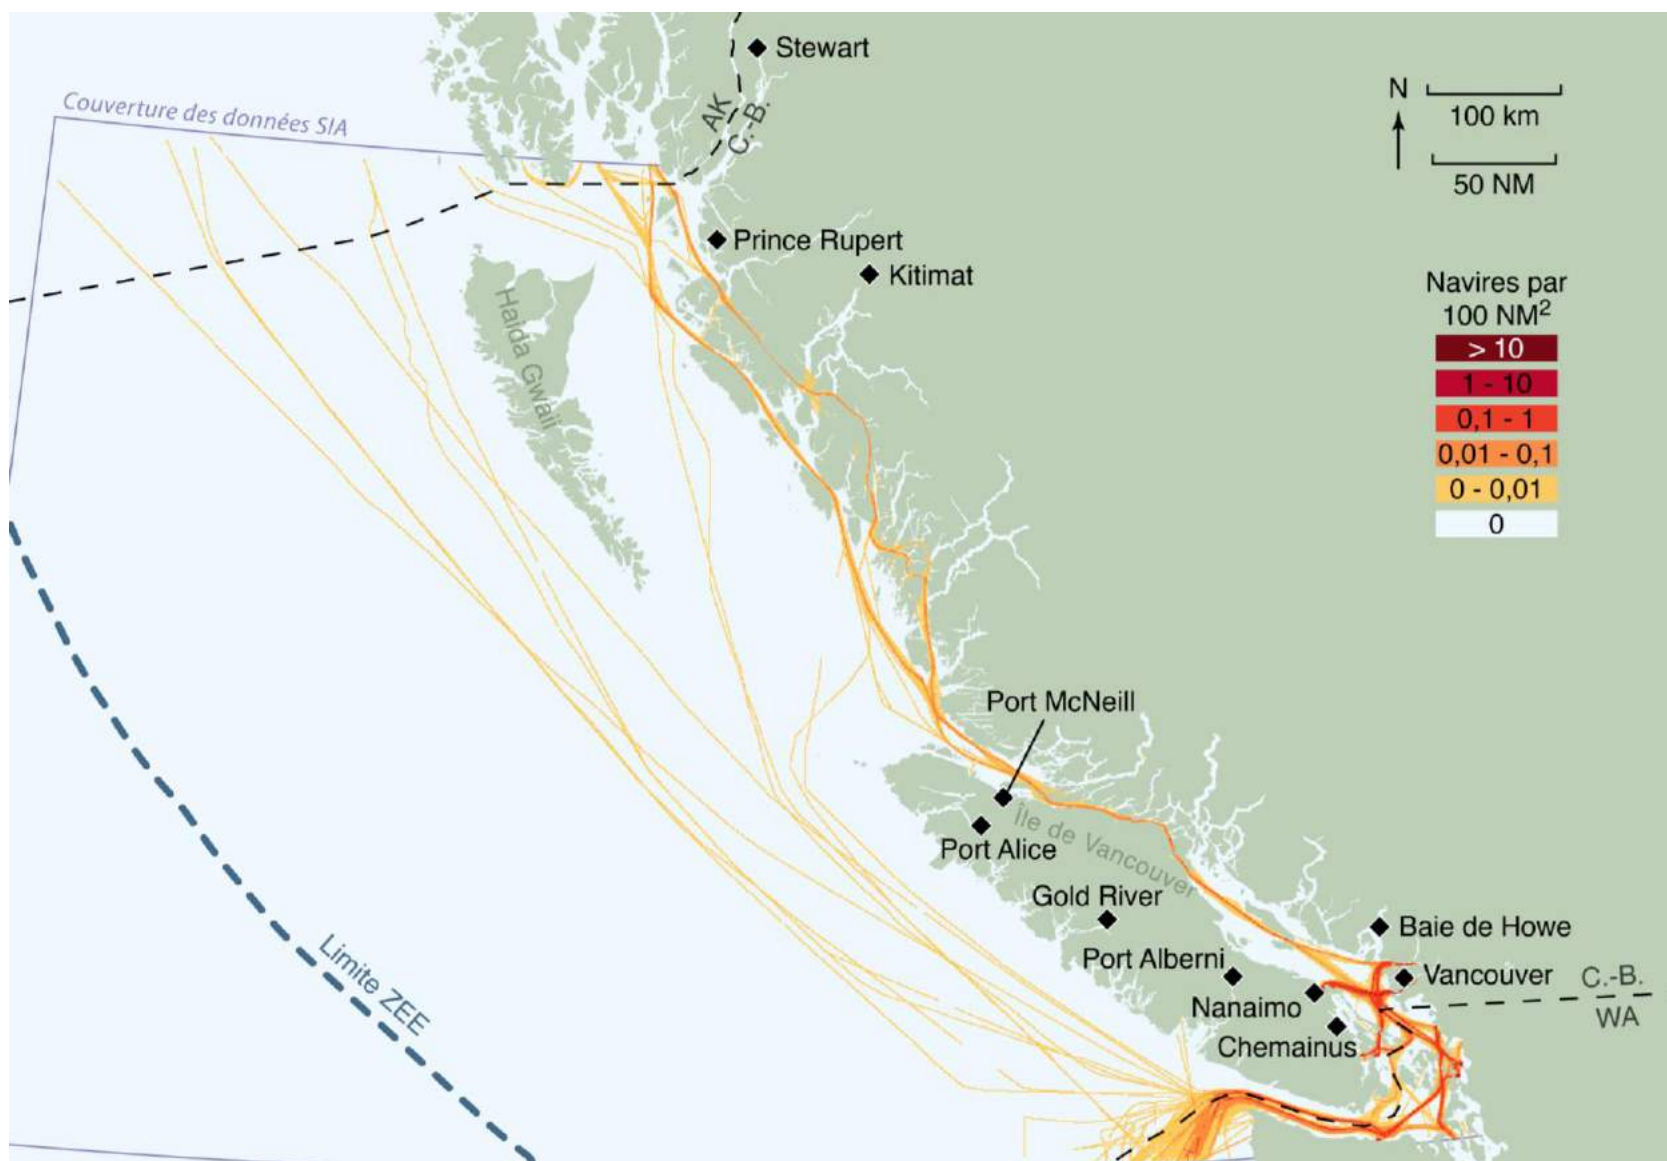 Stewart
Couverture des données SIA
AK
C.-B.
N
100 km
50 NM
Prince Rupert
Kitimat
Haida Gwaii
Navires par
100 NM²
> 10
1 - 10
0,1 - 1
0,01 - 0,1
0 - 0,01
0
Port McNeill
Île de Vancouver
Port Alice
Gold River
Baie de Howe
Port Alberni
Vancouver
C.-B.
WA
Nanaimo
Chemainus
Limite ZEE